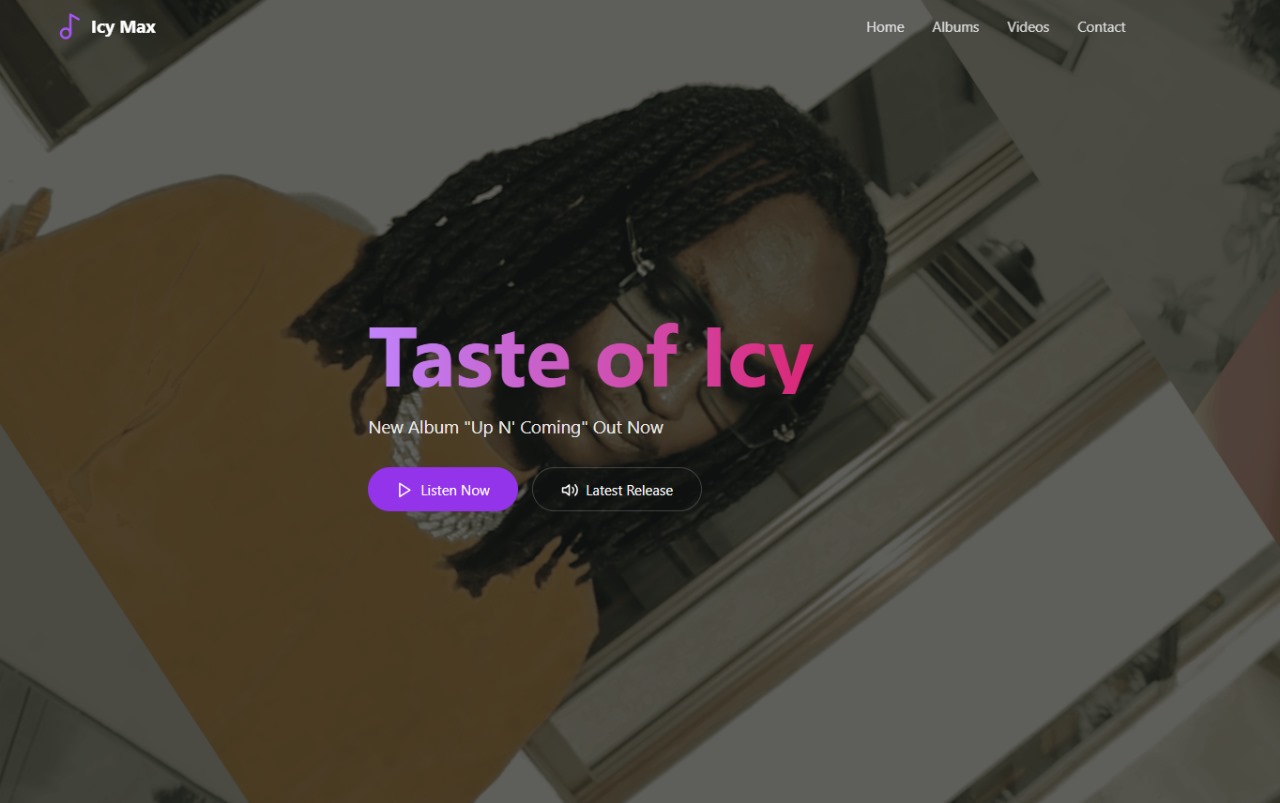 Icy Max
Home Albums Videos Contact
Taste of Icy
New Album "Up N' Coming" Out Now
Listen Now
Latest Release